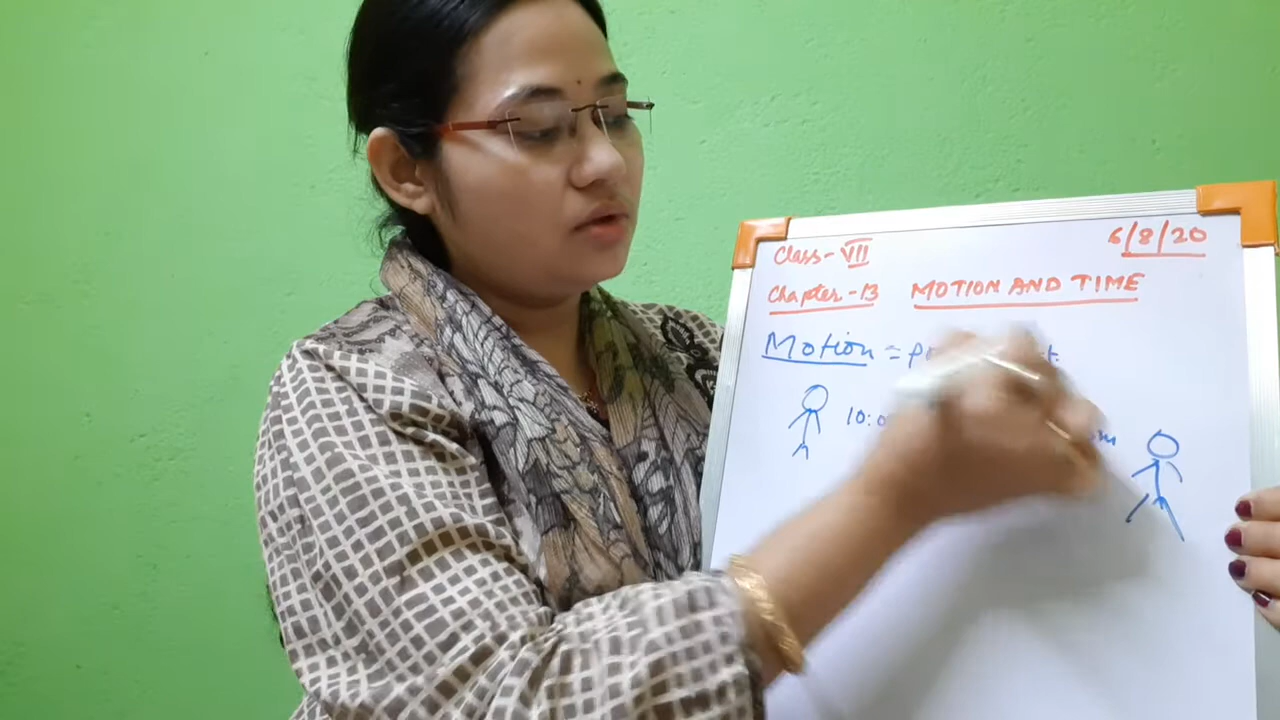 Class- VII
6/8/20
Chapter-13 MOTION AND TIME
Motion =